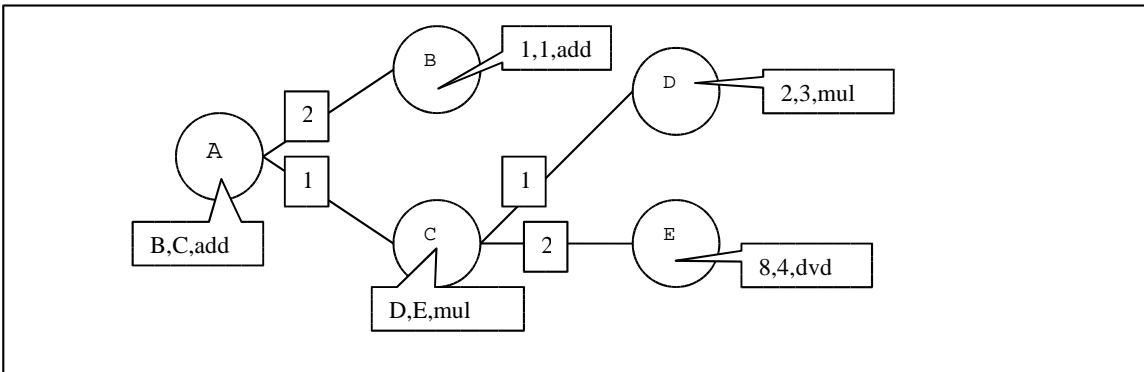 B
1,1,add
D
2,3,mul
2
A
1
1
B,C,add
C
2
E
8,4,dvd
D,E,mul